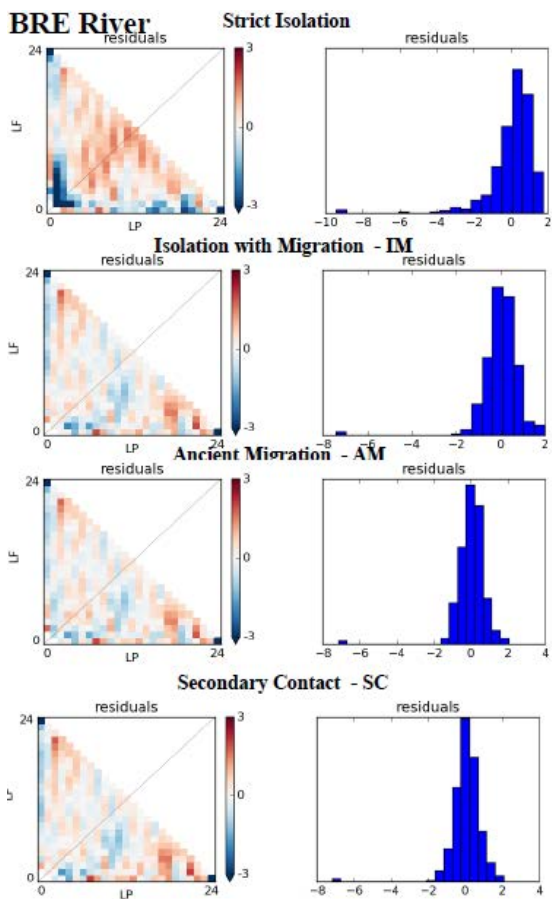 BRE River
Strict Isolation
residuals
residuals
24
3
LF
0
0
-3
0
LP
24
−10 −8 −6 −4 −2 0 2
Isolation with Migration - IM
residuals
residuals
24
3
LF
0
0
-3
0
LP
24
−8 −6 −4 −2 0 2
Ancient Migration - AM
residuals
residuals
24
3
LF
0
0
-3
0
LP
24
−8 −6 −4 −2 0 2 4
Secondary Contact - SC
residuals
residuals
24
3
LF
0
0
-3
0
LP
24
−8 −6 −4 −2 0 2 4